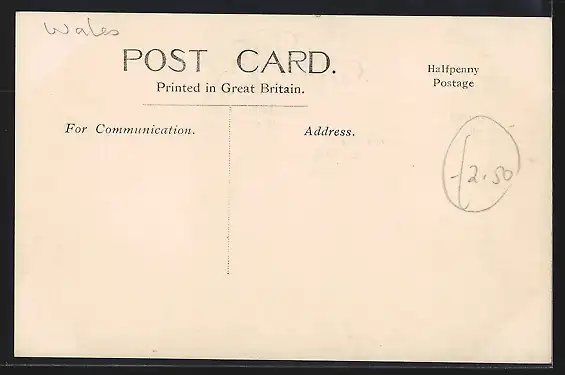 Wales
POST CARD.
Printed in Great Britain.
Halfpenny
Postage
For Communication.
Address.
£2.50